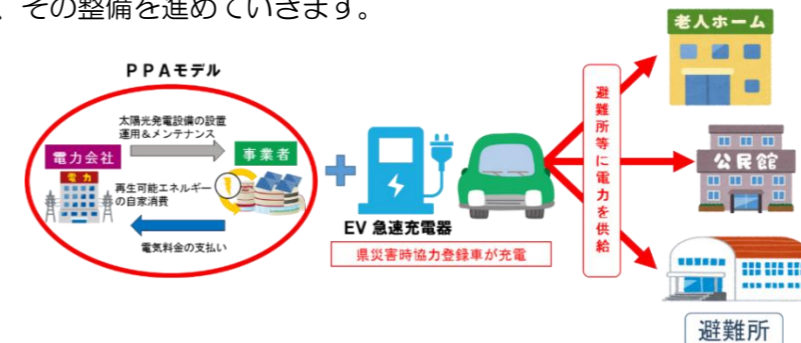 、その整備を進めていきます。
PPAモデル
太陽光発電設備の設置
運用&メンテナンス
電力会社
事業者
電力
再生可能エネルギー
の自家消費
電気料金の支払い
EV 急速充電器
県災害時協力登録車が充電
避難所等に電力を供給
老人ホーム
公民館
避難所